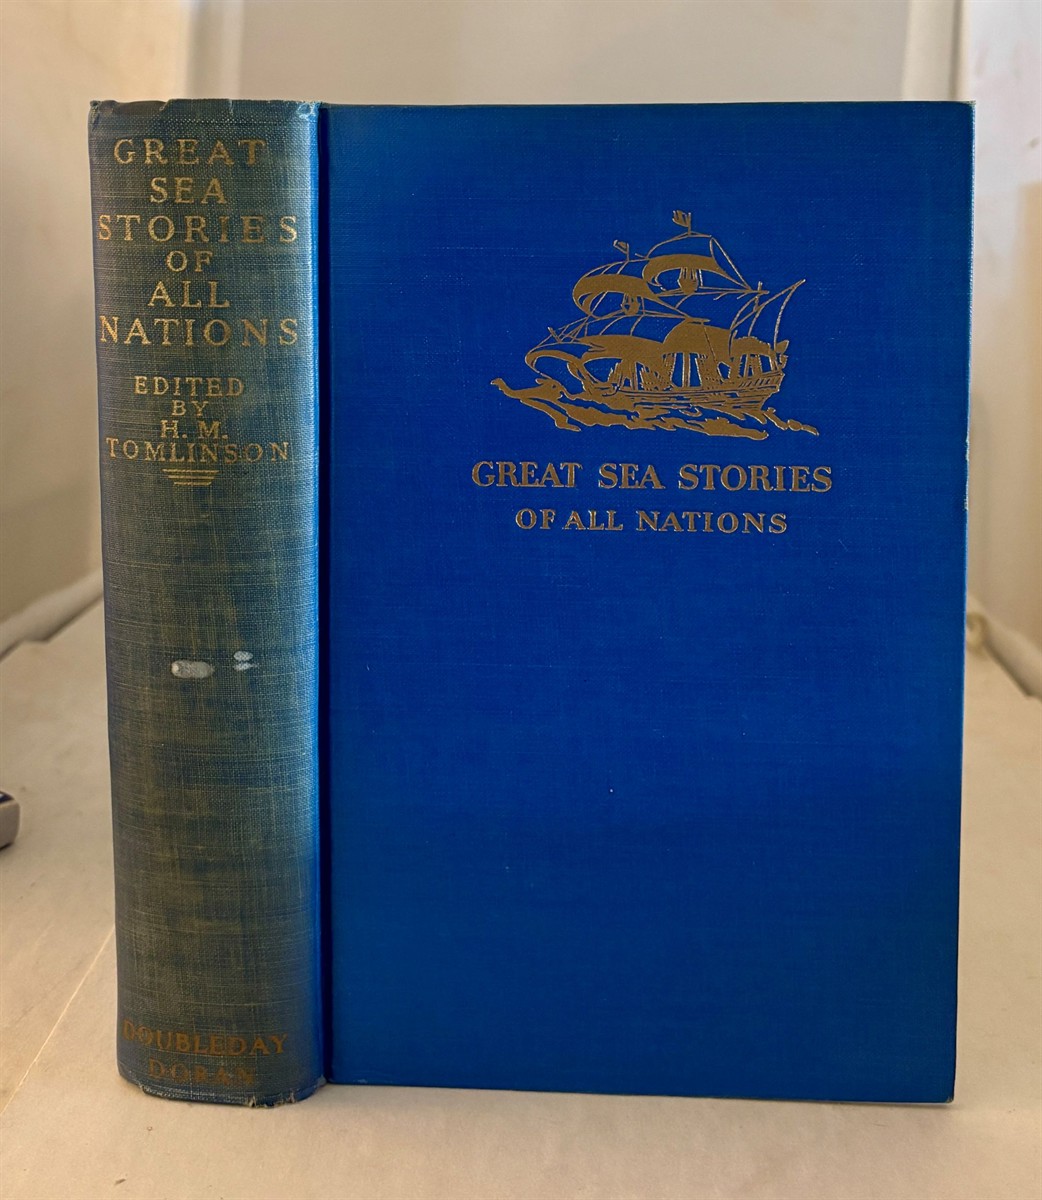 GREAT
SEA
STORIES
OF
ALL
NATIONS
EDITED
BY
H. M.
TOMLINSON
DOUBLEDAY
DORAN
GREAT SEA STORIES
OF ALL NATIONS